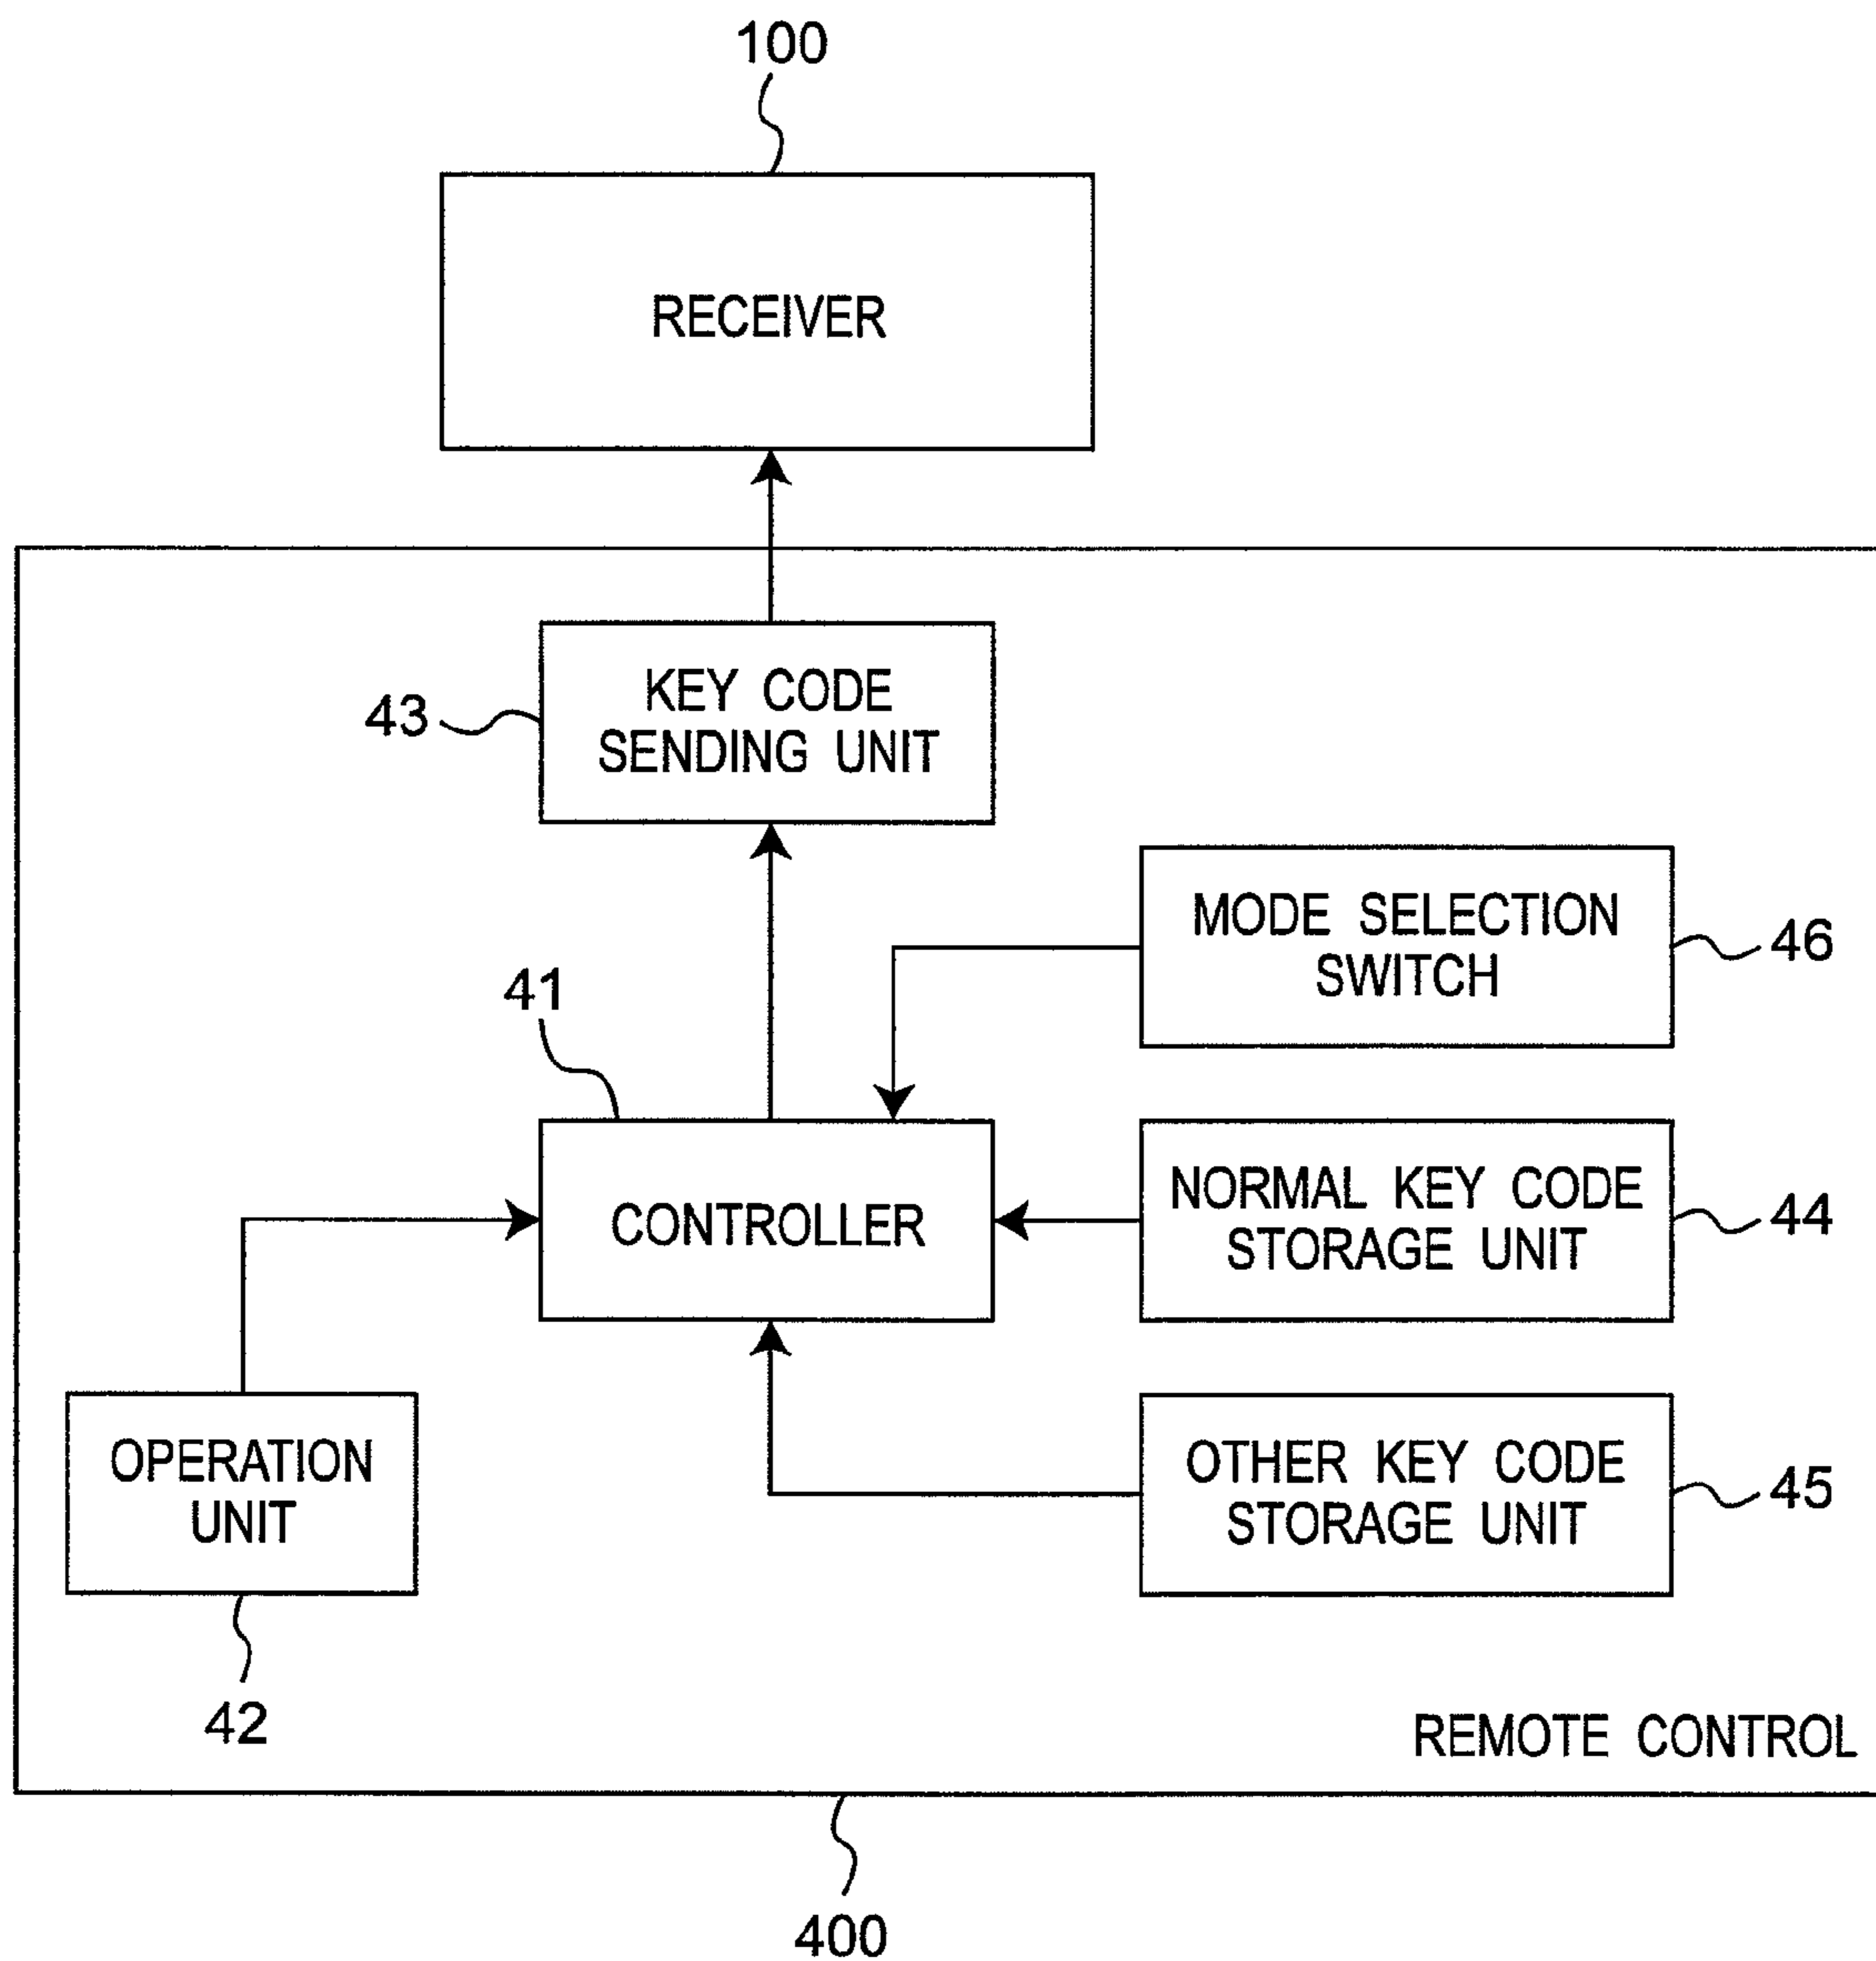 100
RECEIVER
43
KEY CODE
SENDING UNIT
MODE SELECTION
SWITCH
46
41
CONTROLLER
NORMAL KEY CODE
STORAGE UNIT
44
OPERATION
UNIT
42
OTHER KEY CODE
STORAGE UNIT
45
REMOTE CONTROL
400